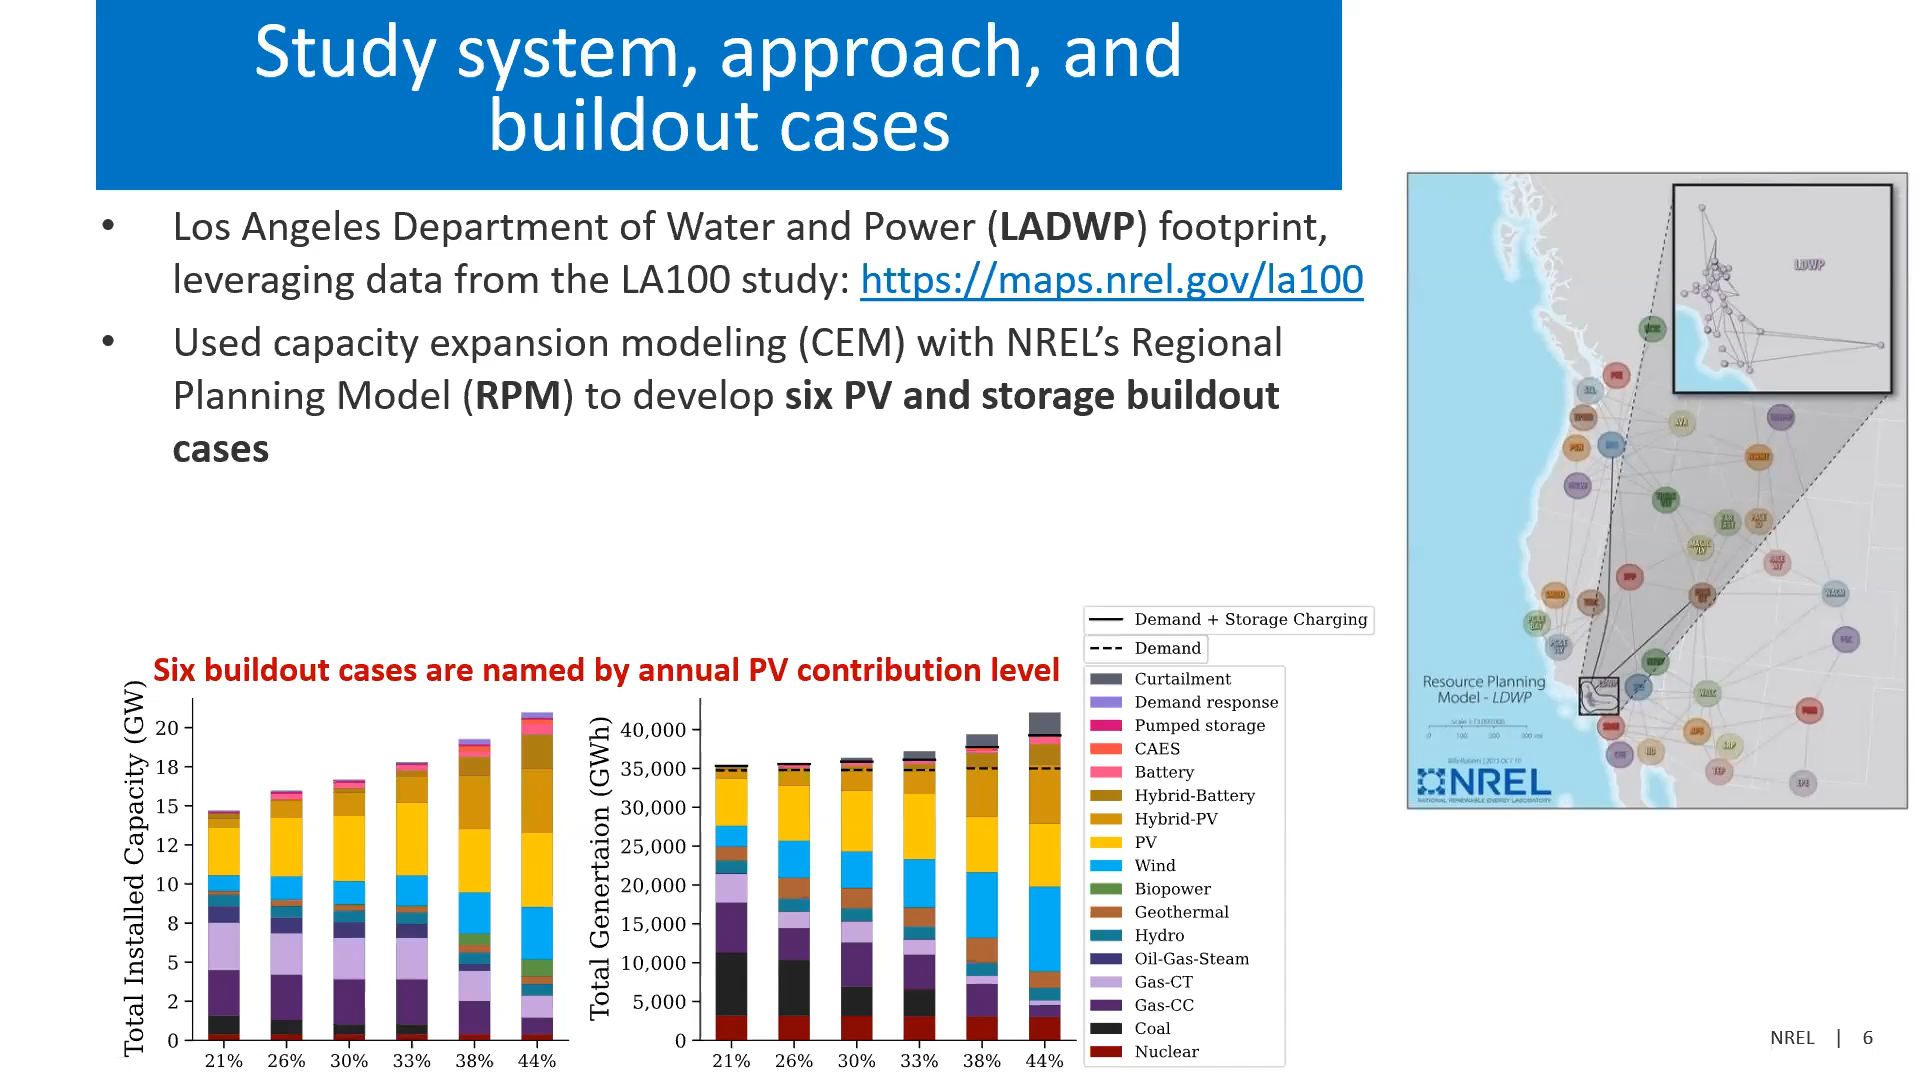 Study system, approach, and
buildout cases
• Los Angeles Department of Water and Power (LADWP) footprint,
leveraging data from the LA100 study: https://maps.nrel.gov/la100
• Used capacity expansion modeling (CEM) with NREL's Regional
Planning Model (RPM) to develop six PV and storage buildout
cases
Six buildout cases are named by annual PV contribution level
Total Installed Capacity (GW)
20
18
15
12
10
8
5
2
0
21% 26% 30% 33% 38% 44%
Total Genertaion (GWh)
40,000
35,000
30,000
25,000
20,000
15,000
10,000
5,000
0
21% 26% 30% 33% 38% 44%
Demand + Storage Charging
Demand
Curtailment
Demand response
Pumped storage
CAES
Battery
Hybrid-Battery
Hybrid-PV
PV
Wind
Biopower
Geothermal
Hydro
Oil-Gas-Steam
Gas-CT
Gas-CC
Coal
Nuclear
LDWP
AVA
Resource Planning
Model - LDWP
NREL
NATIONAL RENEWABLE ENERGY LABORATORY
NREL | 6